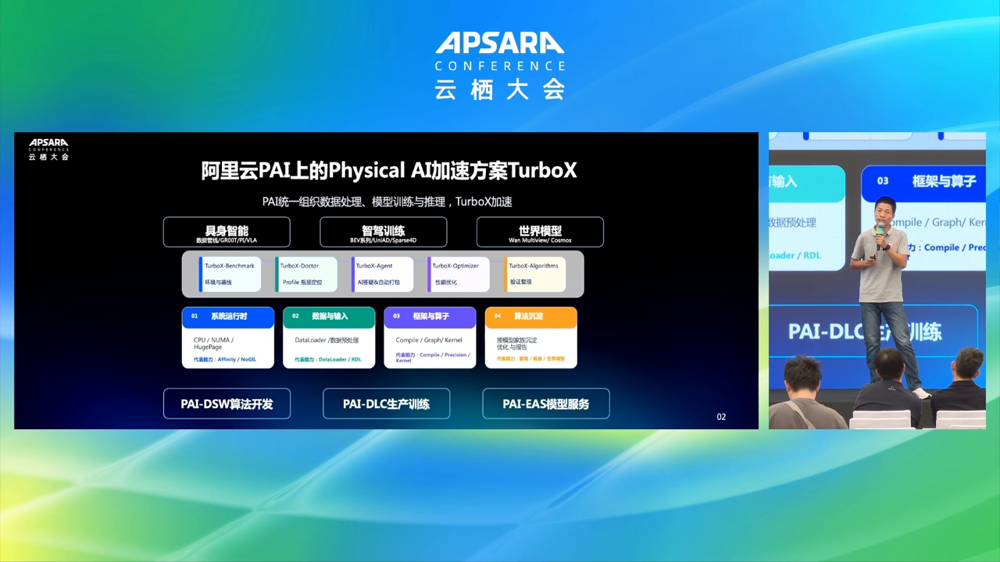 APSARA
CONFERENCE
云栖大会
APSARA
CONFERENCE
云栖大会
阿里云PAI上的Physical AI加速方案TurboX
PAI统一组织数据处理、模型训练与推理，TurboX加速
具身智能
数据管线/GR00T/PI/VLA
智驾训练
BEV系列/UniAD/Sparse4D
世界模型
Wan Multiview/ Cosmos
TurboX-Benchmark
环境与基线
TurboX-Doctor
Profile 瓶颈定位
TurboX-Agent
AI答疑&自动打包
TurboX-Optimizer
性能优化
TurboX-Algorithms
验证复现
01 系统运行时
CPU / NUMA /
HugePage
代表能力：Affinity / NoGIL
02 数据与输入
DataLoader /数据预处理
代表能力：DataLoader / RDL
03 框架与算子
Compile / Graph/ Kernel
代表能力：Compile / Precision /
Kernel
04 算法沉淀
按模型家族沉淀
优化 与报告
代表能力：智驾 / 具身 / 世界模型
PAI-DSW算法开发
PAI-DLC生产训练
PAI-EAS模型服务
02
输入
03 框架与算子
数据预处理
ompile / Graph/ Ker
Loader / RDL
力：Compile / Prec
PAI-DLC生产训练